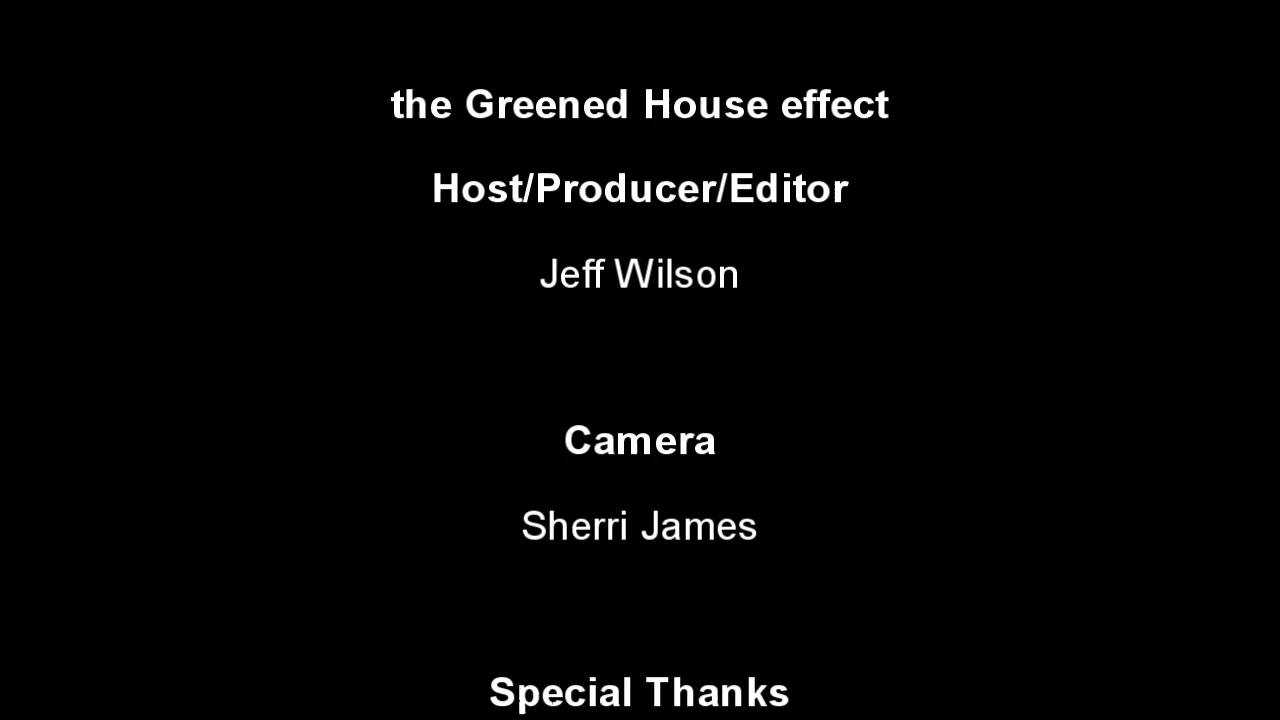 the Greened House effect
Host/Producer/Editor
Jeff Wilson
Camera
Sherri James
Special Thanks